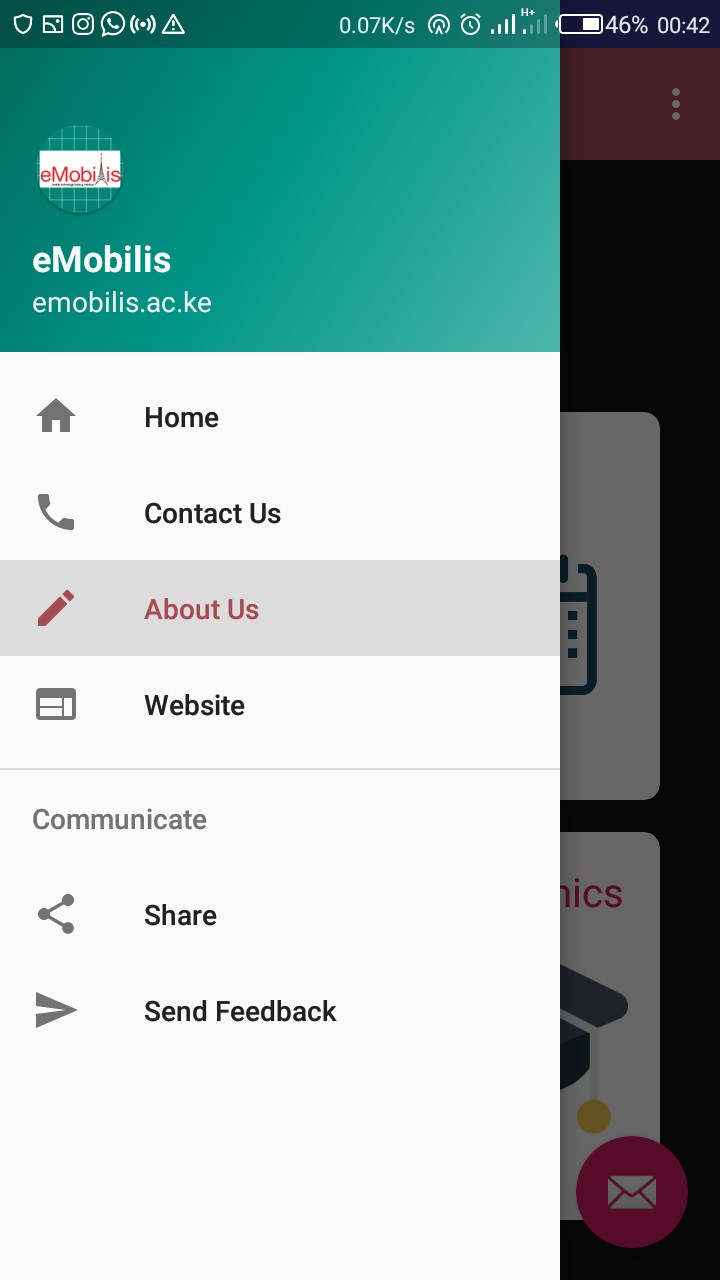 0.07K/s H+ 46% 00:42
eMobilis
eMobilis
emobilis.ac.ke
Home
Contact Us
About Us
Website
Communicate
Share
nics
Send Feedback